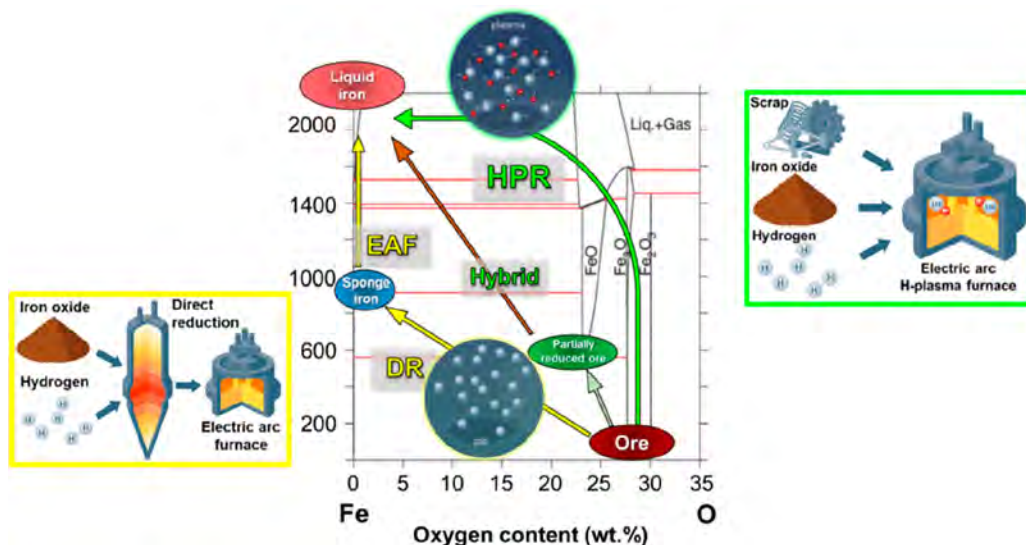 plasma
Liquid
iron
2000
Liq.+Gas
HPR
1400
EAF
FeO
Fe3O
Fe2O3
1000
Sponge
iron
Hybrid
600
Partially
reduced ore
DR
200
gas
Ore
0
5
10
15
20
25
30
35
Fe
O
Oxygen content (wt.%)
Iron oxide
Direct
reduction
Hydrogen
H
H
H
H
H
H
Electric arc
furnace
Scrap
Iron oxide
Hydrogen
H
H
H
H
H
H
Electric arc
H-plasma furnace